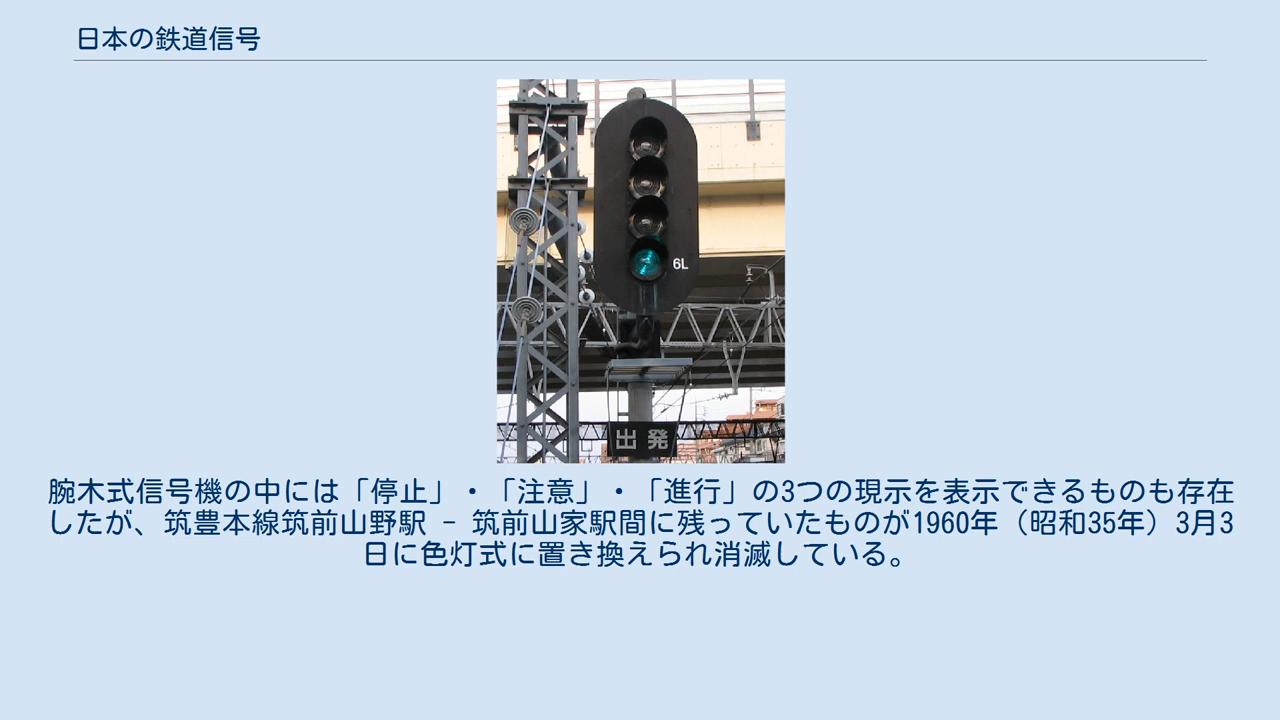 日本の鉄道信号
6L
出発
腕木式信号機の中には「停止」・「注意」・「進行」の3つの現示を表示できるものも存在
したが、筑豊本線筑前山野駅 - 筑前山家駅間に残っていたものが1960年（昭和35年）3月3
日に色灯式に置き換えられ消滅している。